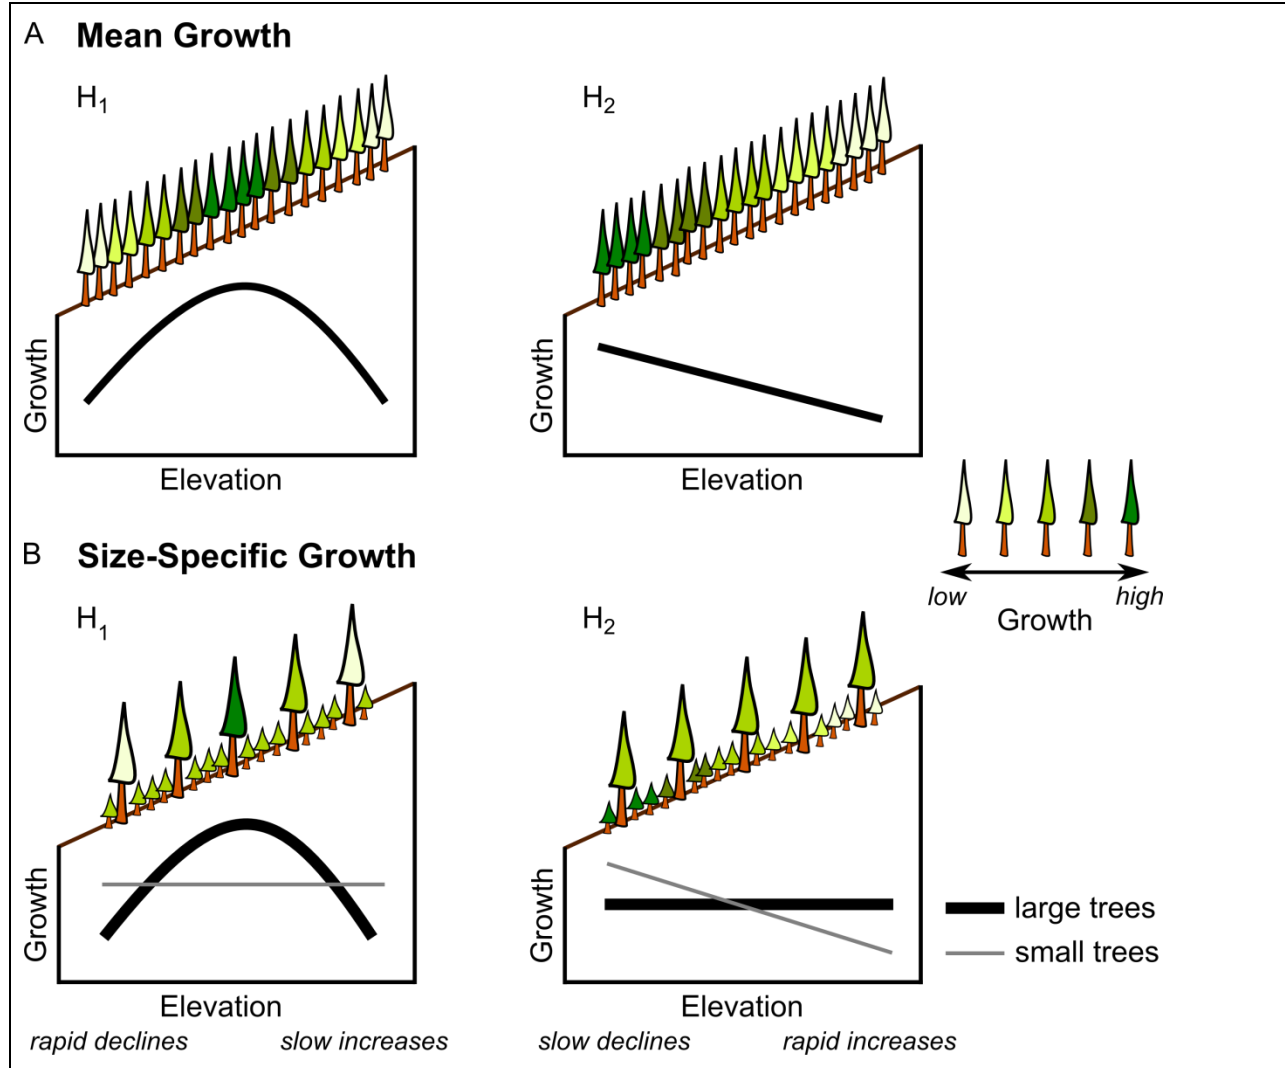 A Mean Growth
H1
H2
Growth
Elevation
Growth
Elevation
low
high
Growth
B Size-Specific Growth
H1
H2
Growth
Elevation
rapid declines
slow increases
Growth
Elevation
slow declines
rapid increases
large trees
small trees